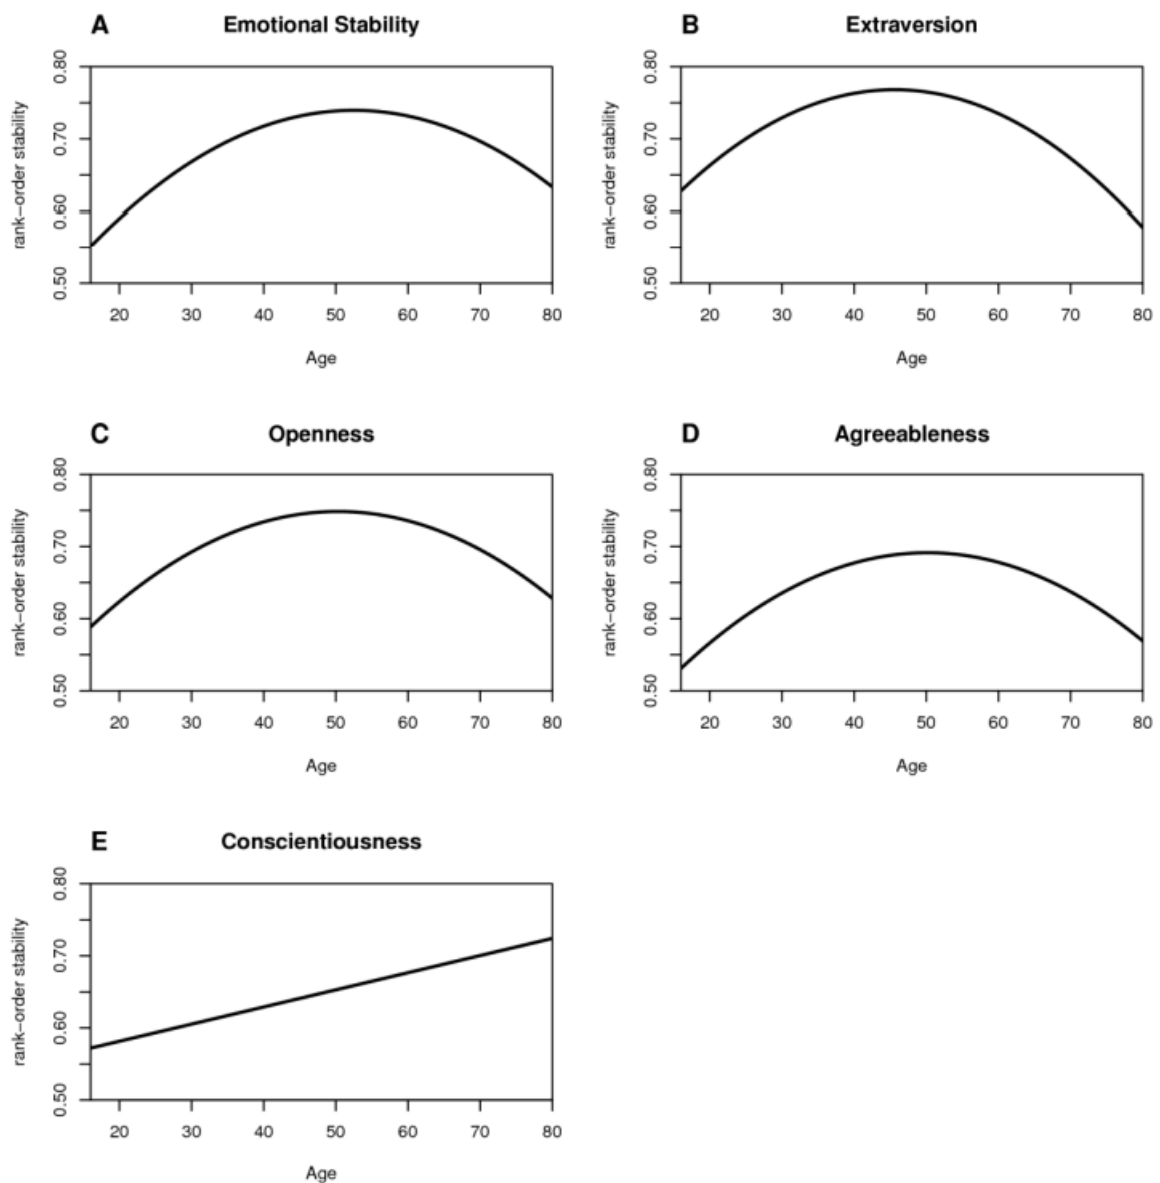 A Emotional Stability
rank-order stability
0.50 0.60 0.70 0.80
20 30 40 50 60 70 80
Age
B Extraversion
rank-order stability
0.50 0.60 0.70 0.80
20 30 40 50 60 70 80
Age
C Openness
rank-order stability
0.50 0.60 0.70 0.80
20 30 40 50 60 70 80
Age
D Agreeableness
rank-order stability
0.50 0.60 0.70 0.80
20 30 40 50 60 70 80
Age
E Conscientiousness
rank-order stability
0.50 0.60 0.70 0.80
20 30 40 50 60 70 80
Age